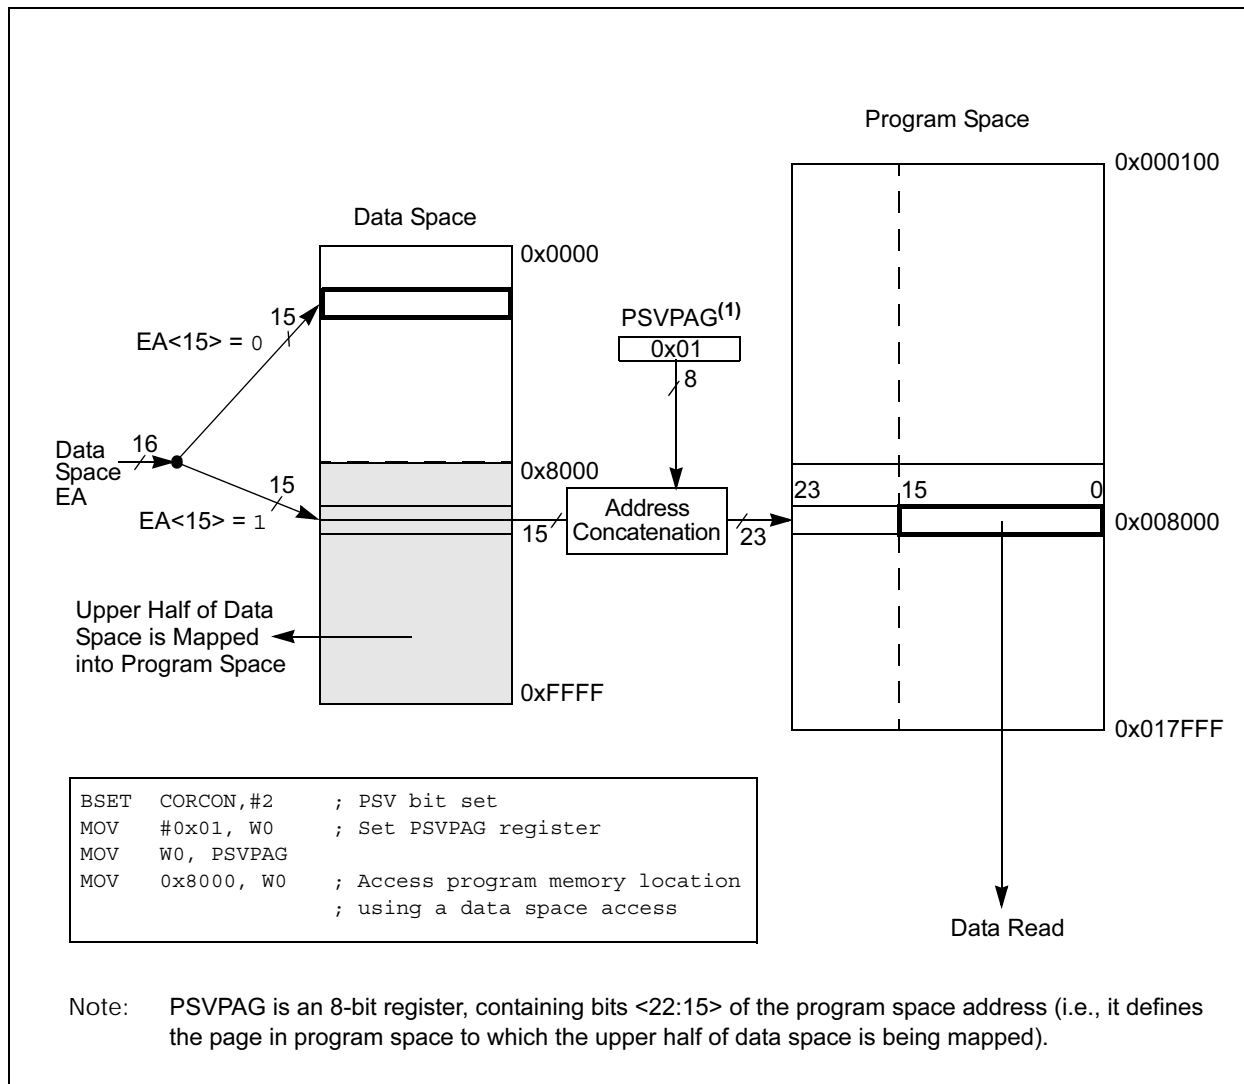 Program Space
0x000100
Data Space
0x0000
15
EA<15> = 0
PSVPAG(1)
0x01
8
Data
Space
EA
16
0x8000
15
EA<15> = 1
15
Address
Concatenation
23
23 15 0
0x008000
Upper Half of Data
Space is Mapped
into Program Space
0xFFFF
0x017FFF
BSET CORCON,#2 ; PSV bit set
MOV #0x01, W0 ; Set PSVPAG register
MOV W0, PSVPAG
MOV 0x8000, W0 ; Access program memory location
; using a data space access
Data Read
Note: PSVPAG is an 8-bit register, containing bits <22:15> of the program space address (i.e., it defines
the page in program space to which the upper half of data space is being mapped).